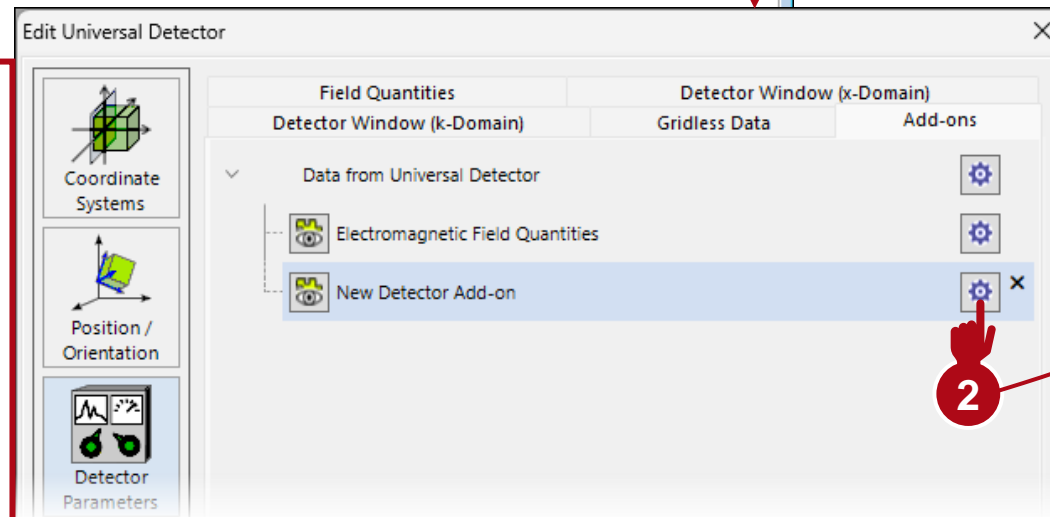 Edit Universal Detector
Field Quantities
Detector Window (x-Domain)
Detector Window (k-Domain)
Gridless Data
Add-ons
Coordinate
Systems
Data from Universal Detector
Electromagnetic Field Quantities
New Detector Add-on
Position /
Orientation
2
Detector
Parameters